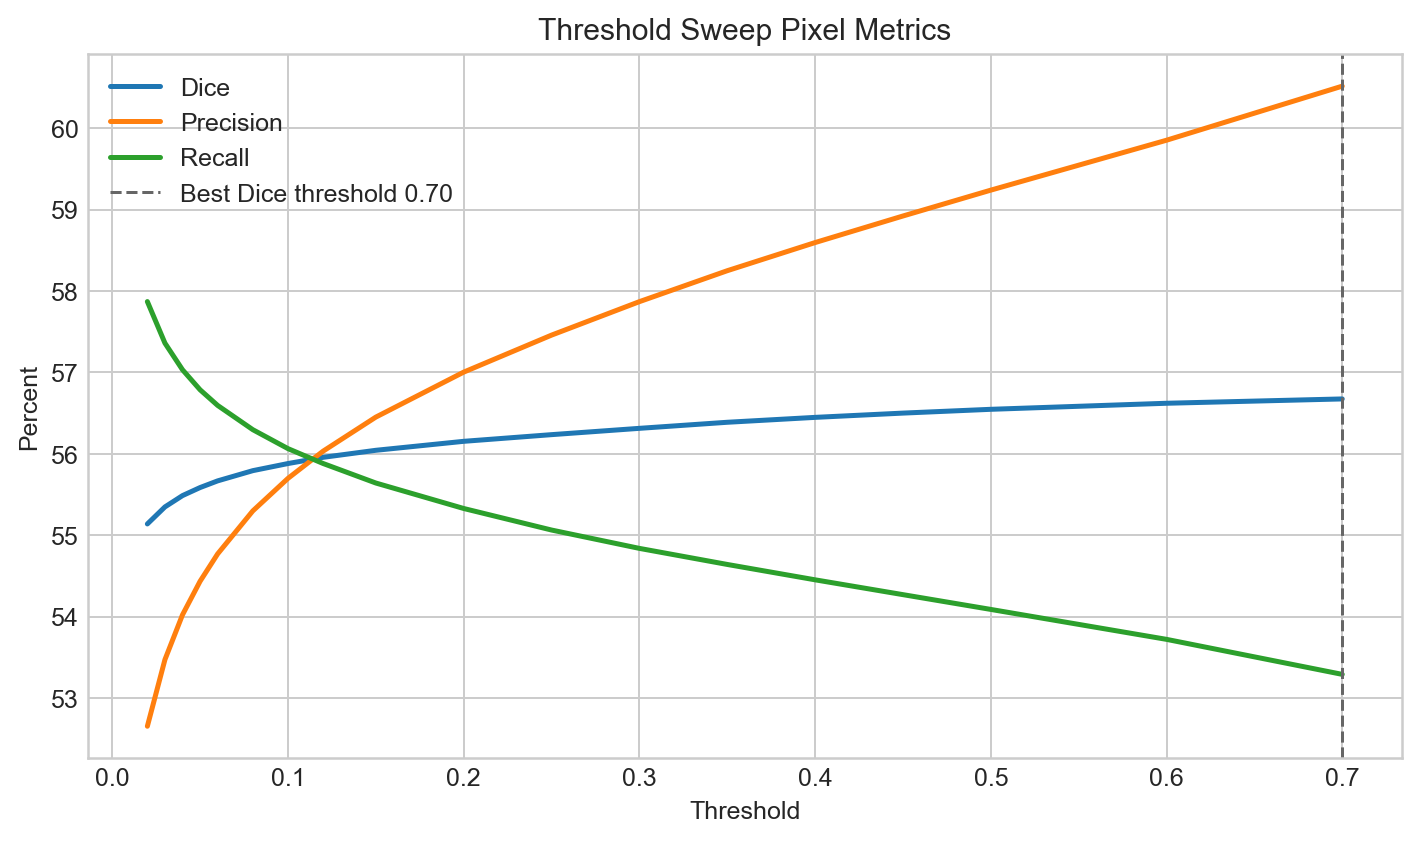 Threshold Sweep Pixel Metrics
Dice
Precision
Recall
Best Dice threshold 0.70
60
59
58
57
56
55
54
53
Percent
0.0 0.1 0.2 0.3 0.4 0.5 0.6 0.7
Threshold